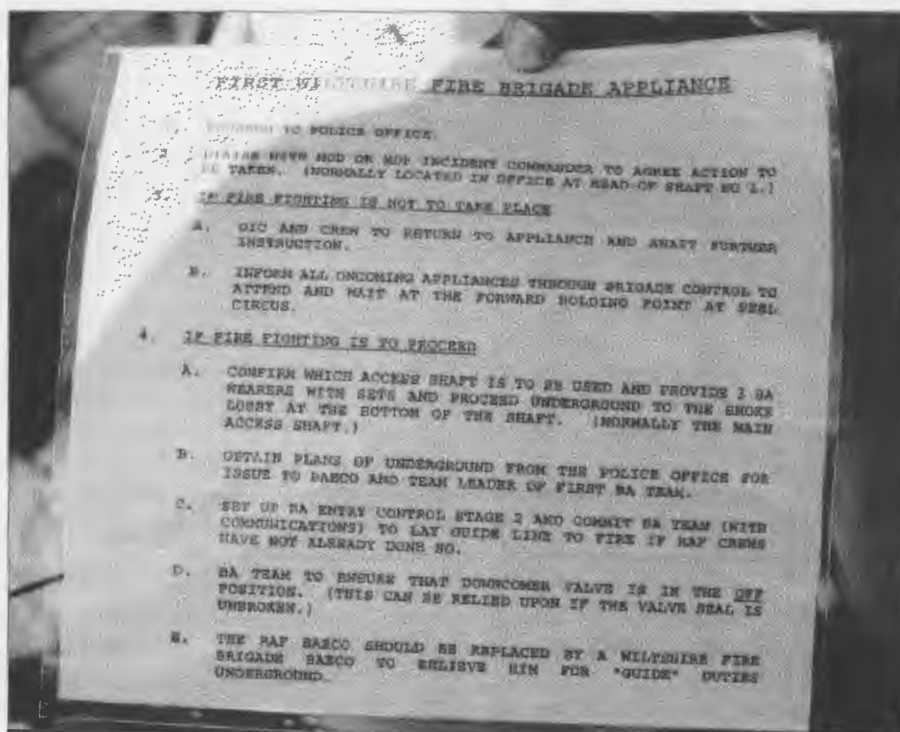 FIRST WILTSHIRE FIRE BRIGADE APPLIANCE
TO POLICE OFFICE.
LIAISE WITH MOD OR MDP INCIDENT COMMANDER TO AGREE ACTION TO
BE TAKEN. (NORMALLY LOCATED IN OFFICE AT HEAD OF SHAFT NO 1.)
3. IF FIRE FIGHTING IS NOT TO TAKE PLACE
A. OIC AND CREW TO RETURN TO APPLIANCE AND AWAIT FURTHER
INSTRUCTION.
B. INFORM ALL ONCOMING APPLIANCES THROUGH BRIGADE CONTROL TO
ATTEND AND WAIT AT THE FORWARD HOLDING POINT AT PEEL
CIRCUS.
4. IF FIRE FIGHTING IS TO PROCEED
A. CONFIRM WHICH ACCESS SHAFT IS TO BE USED AND PROVIDE BA
WEARERS WITH SETS AND PROCEED UNDERGROUND TO THE SMOKE
LOBBY AT THE BOTTOM OF THE SHAFT. (NORMALLY THE MAIN
ACCESS SHAFT.)
B. OBTAIN PLANS OF UNDERGROUND FROM THE POLICE OFFICE FOR
ISSUE TO BAECO AND TEAM LEADER OF FIRST BA TEAM.
C. SET UP BA ENTRY CONTROL STAGE 2 AND COMMIT BA TEAM (WITH
COMMUNICATIONS) TO LAY GUIDE LINE TO FIRE IF RAF CREWS
HAVE NOT ALREADY DONE SO.
D. BA TEAM TO ENSURE THAT DOWNCOMER VALVE IS IN THE OFF
POSITION. (THIS CAN BE RELIED UPON IF THE VALVE SEAL IS
UNBROKEN.)
E. THE RAF BAECO SHOULD BE REPLACED BY A WILTSHIRE FIRE
BRIGADE BAECO TO RELIEVE HIM FOR "GUIDE" DUTIES
UNDERGROUND.